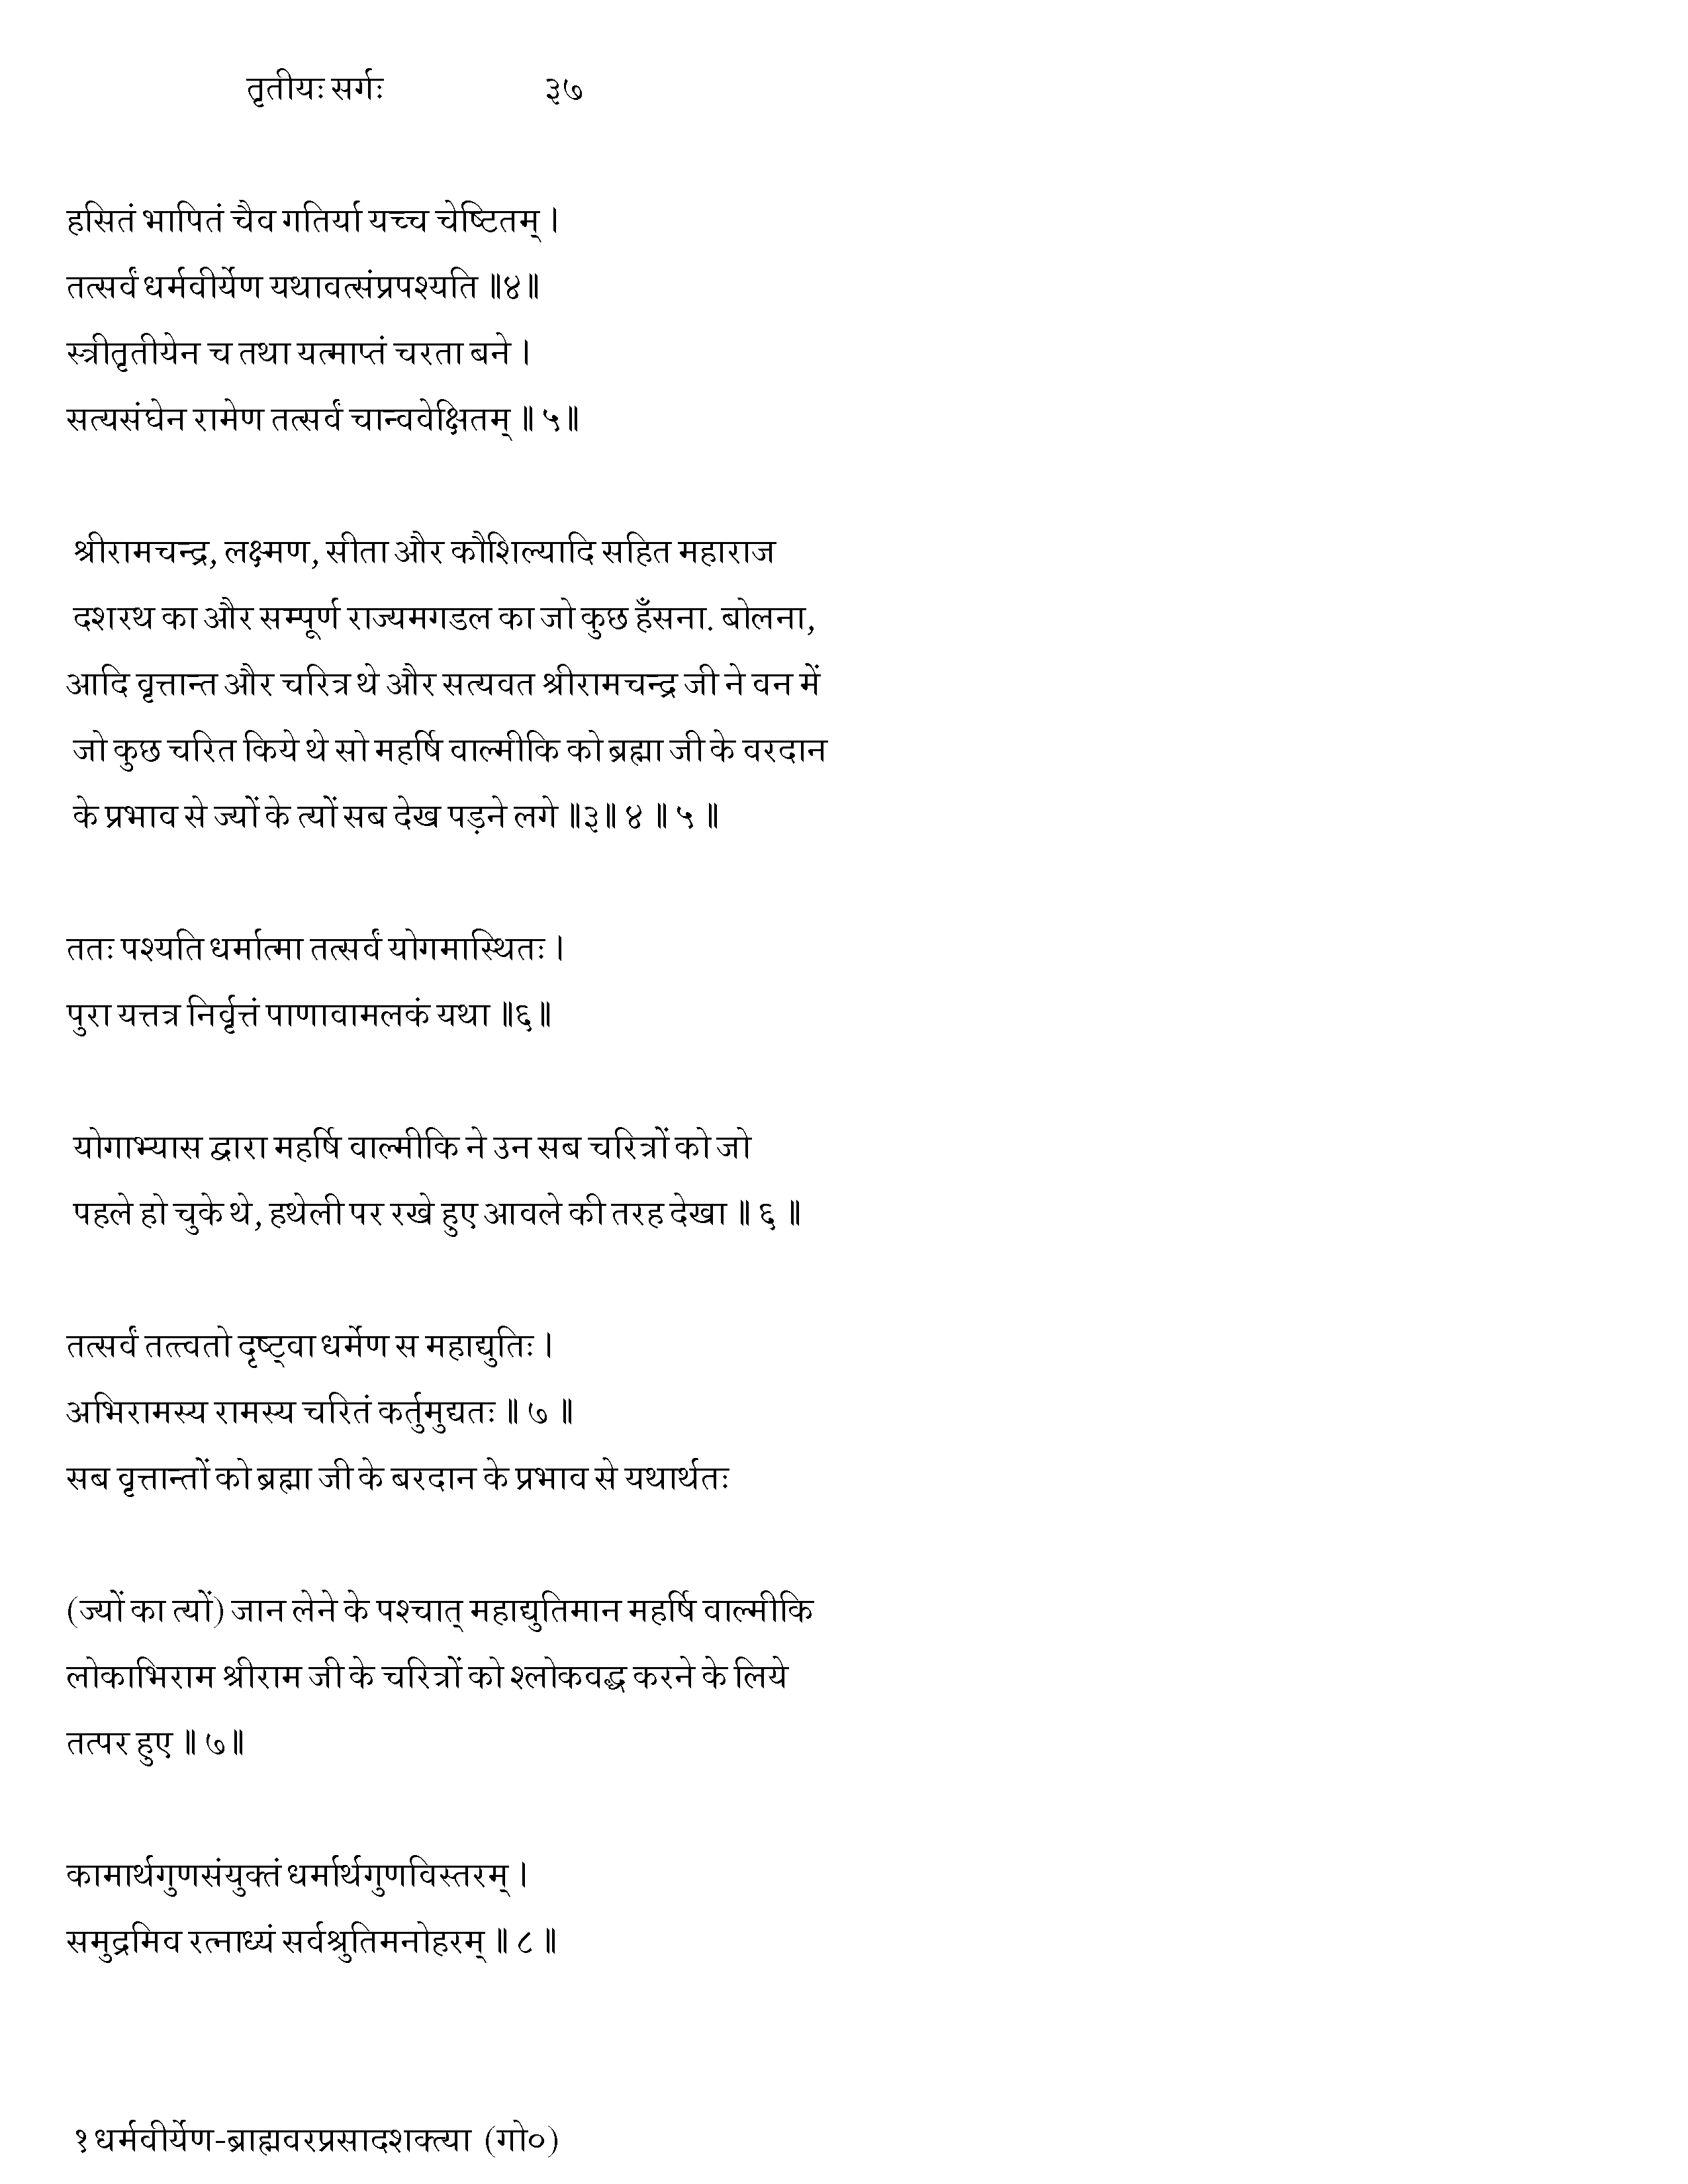 तृतीयः सर्गः ३७
हसितं भापितं चैव गतिर्या यच्च चेष्टितम् ।
तत्सर्वं धर्मवीर्येण यथावत्संप्रपश्यति ॥४॥
स्त्रीतृतीयेन च तथा यत्माप्तं चरता बने ।
सत्यसंघेन रामेण तत्सर्वं चान्ववेक्षितम् ॥ ५॥
श्रीरामचन्द्र, लक्ष्मण, सीता और कौशिल्यादि सहित महाराज
दशरथ का और सम्पूर्ण राज्यमगडल का जो कुछ हँसना. बोलना,
आदि वृत्तान्त और चरित्र थे और सत्यवत श्रीरामचन्द्र जी ने वन में
जो कुछ चरित किये थे सो महर्षि वाल्मीकि को ब्रह्मा जी के वरदान
के प्रभाव से ज्यों के त्यों सब देख पड़ने लगे ॥३॥ ४ ॥ ५ ॥
ततः पश्यति धर्मात्मा तत्सर्वं योगमास्थितः ।
पुरा यत्तत्र निर्वृत्तं पाणावामलकं यथा ॥६॥
योगाभ्यास द्वारा महर्षि वाल्मीकि ने उन सब चरित्रों को जो
पहले हो चुके थे, हथेली पर रखे हुए आवले की तरह देखा ॥ ६ ॥
तत्सर्वं तत्त्वतो दृष्ट्वा धर्मेण स महाद्युतिः ।
अभिरामस्य रामस्य चरितं कर्तुमुद्यतः ॥ ७ ॥
सब वृत्तान्तों को ब्रह्मा जी के बरदान के प्रभाव से यथार्थतः
(ज्यों का त्यों) जान लेने के पश्चात् महाद्युतिमान महर्षि वाल्मीकि
लोकाभिराम श्रीराम जी के चरित्रों को श्लोकवद्ध करने के लिये
तत्पर हुए ॥ ७॥
कामार्थगुणसंयुक्तं धर्मार्थगुणविस्तरम् ।
समुद्रमिव रत्नाध्यं सर्वश्रुतिमनोहरम् ॥ ८ ॥
१ धर्मवीर्येण-ब्राह्मवरप्रसादशक्त्या (गो०)